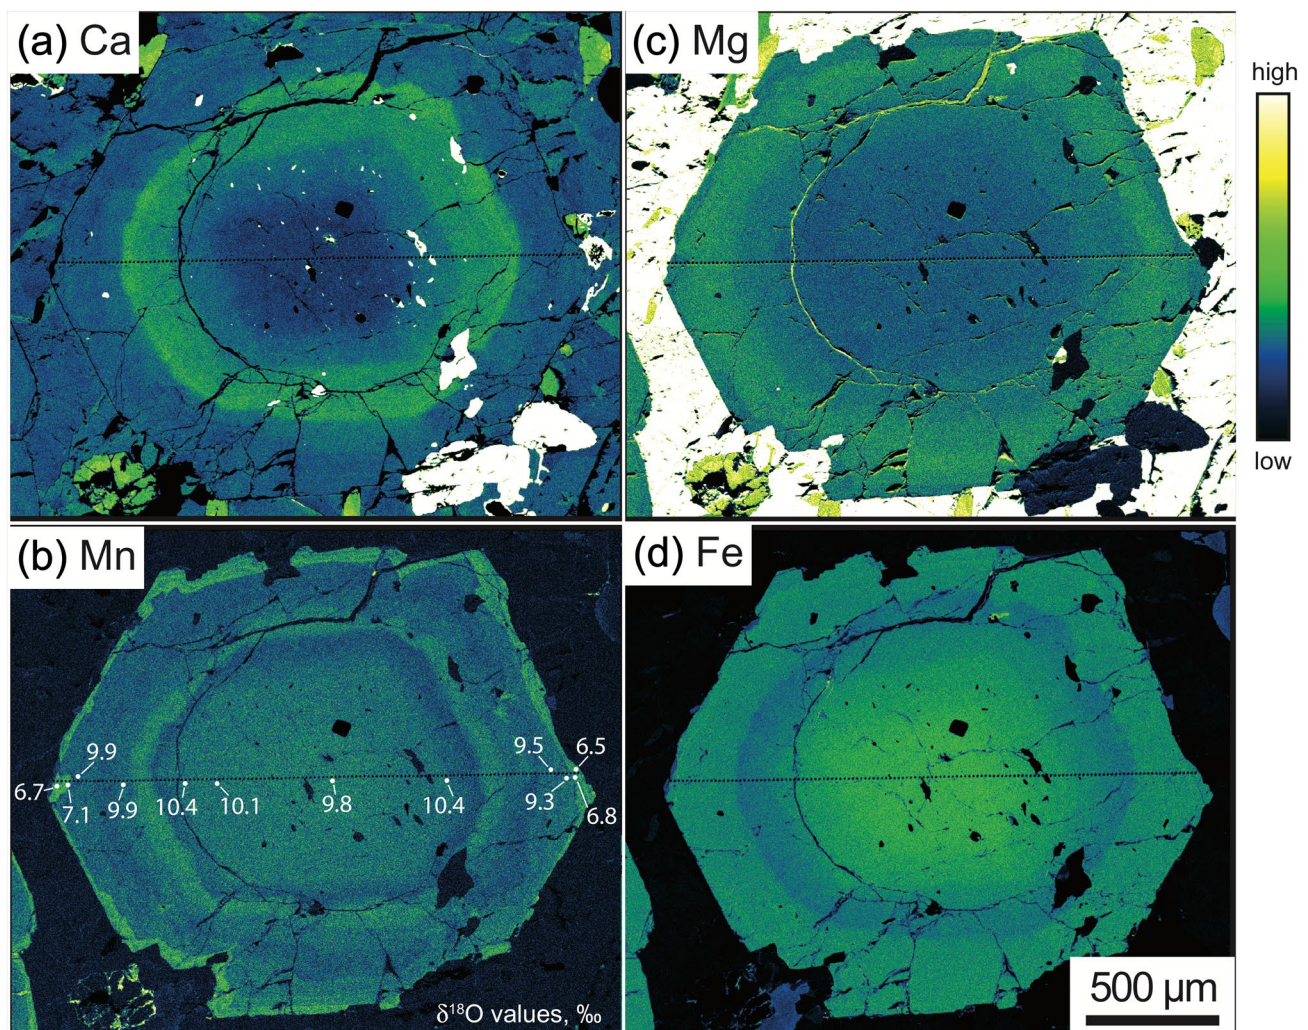 (a) Ca
(c) Mg
high
low
(b) Mn
(d) Fe
9.9
9.5
6.5
6.7
7.1
9.9
10.4
10.1
9.8
10.4
9.3
6.8
δ¹⁸O values, ‰
500 µm